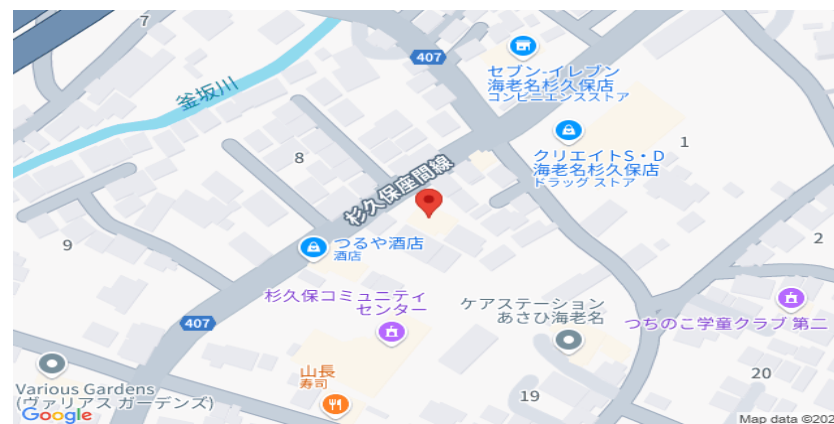 7
407
セブン-イレブン
海老名杉久保店
コンビニエンスストア
釜坂川
1
8
クリエイトS・D
海老名杉久保店
ドラッグストア
杉久保座間線
2
9
つるや酒店
酒店
杉久保コミュニティ
センター
ケアステーション
あさひ海老名
407
つちのこ学童クラブ 第二
山長
寿司
20
Various Gardens
(ヴァリアス ガーデンズ)
19
Google
Map data ©202